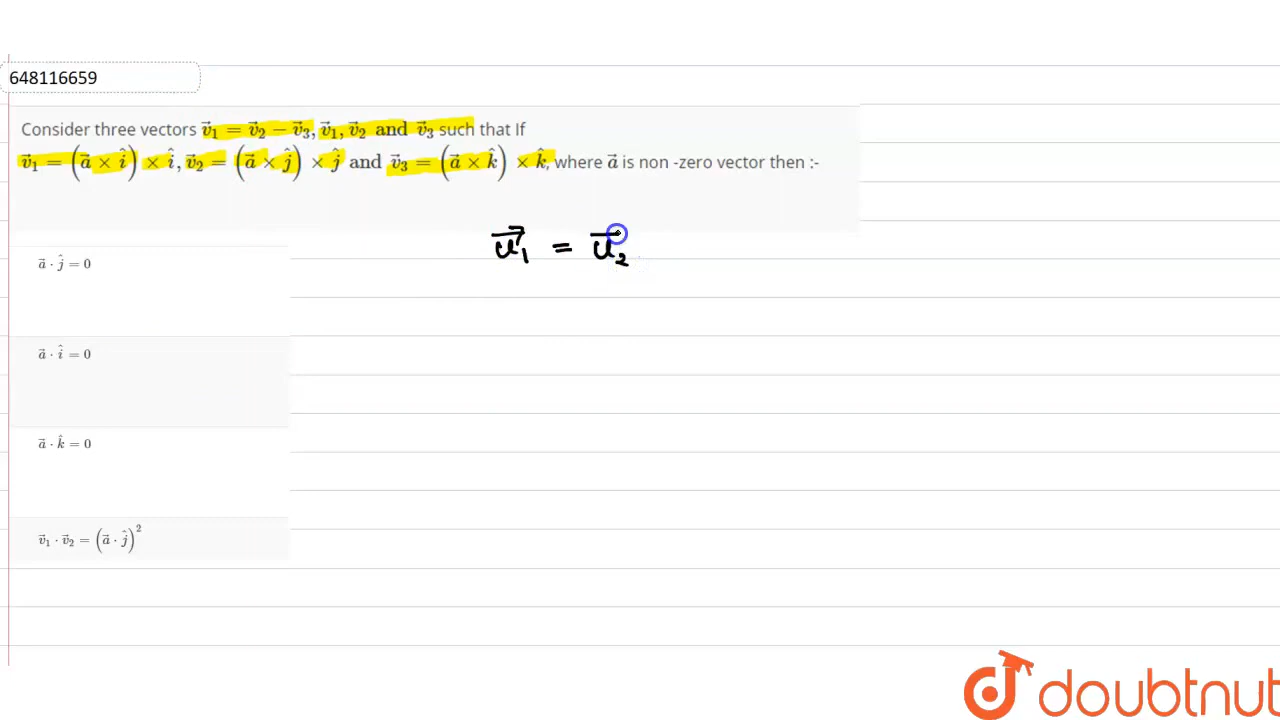 648116659
Consider three vectors v⃗₁ = v⃗₂ − v⃗₃, v⃗₁, v⃗₂ and v⃗₃ such that If
v⃗₁ = (a⃗ × î) × î, v⃗₂ = (a⃗ × ĵ) × ĵ and v⃗₃ = (a⃗ × k̂) × k̂, where a⃗ is non -zero vector then :-
v⃗₁ = v⃗₂
a⃗ · ĵ = 0
a⃗ · î = 0
a⃗ · k̂ = 0
v⃗₁ · v⃗₂ = (a⃗ · ĵ)²
doubtnut